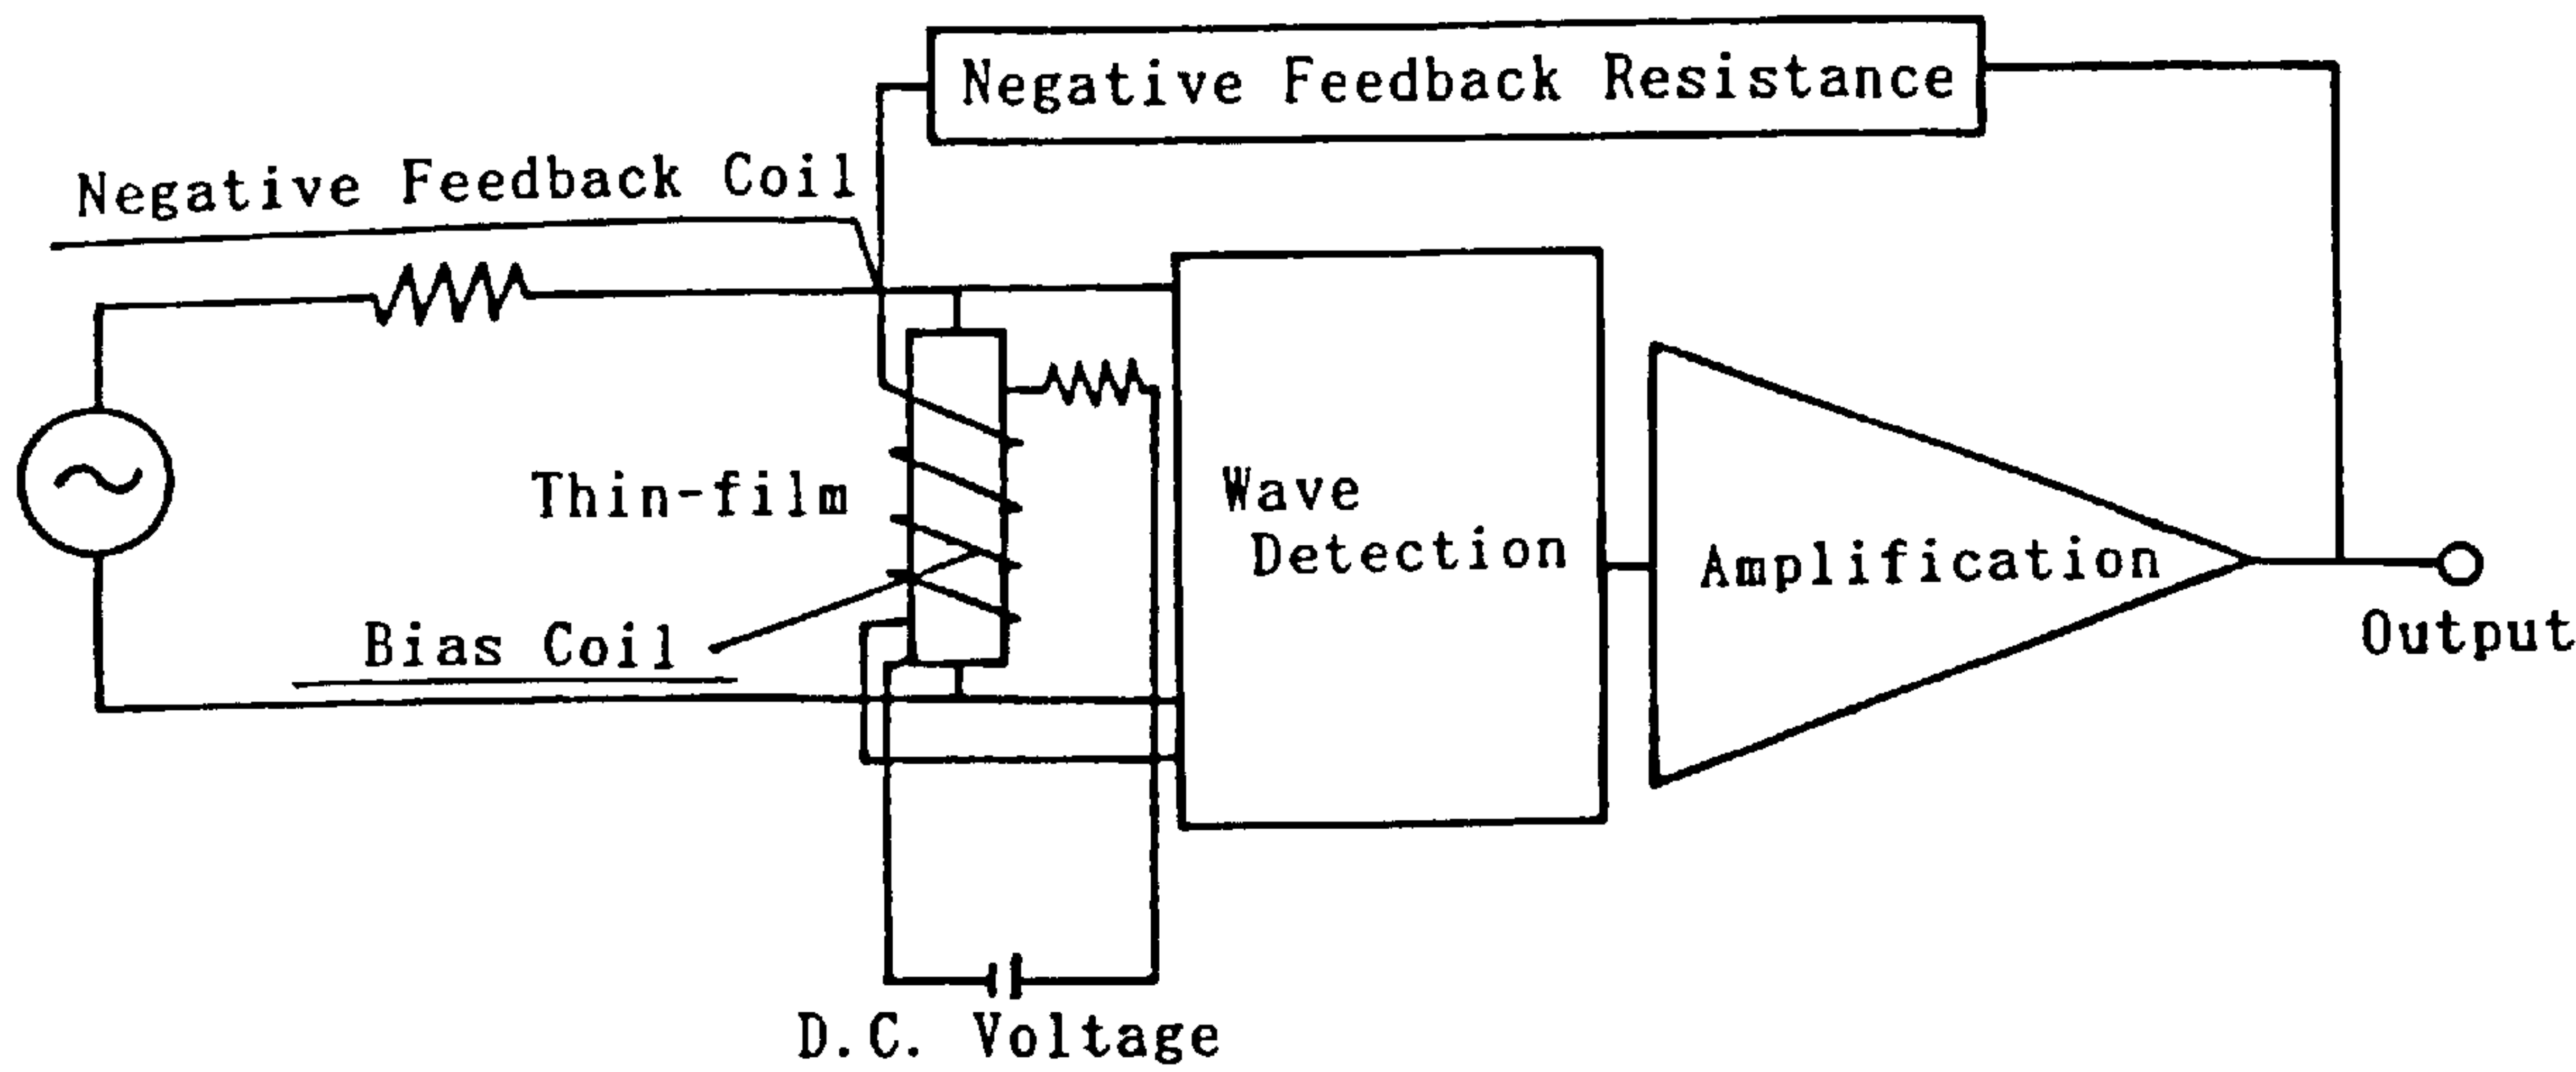 Negative Feedback Resistance
Negative Feedback Coil
Thin-film
Wave
Detection
Amplification
Bias Coil
Output
D.C. Voltage